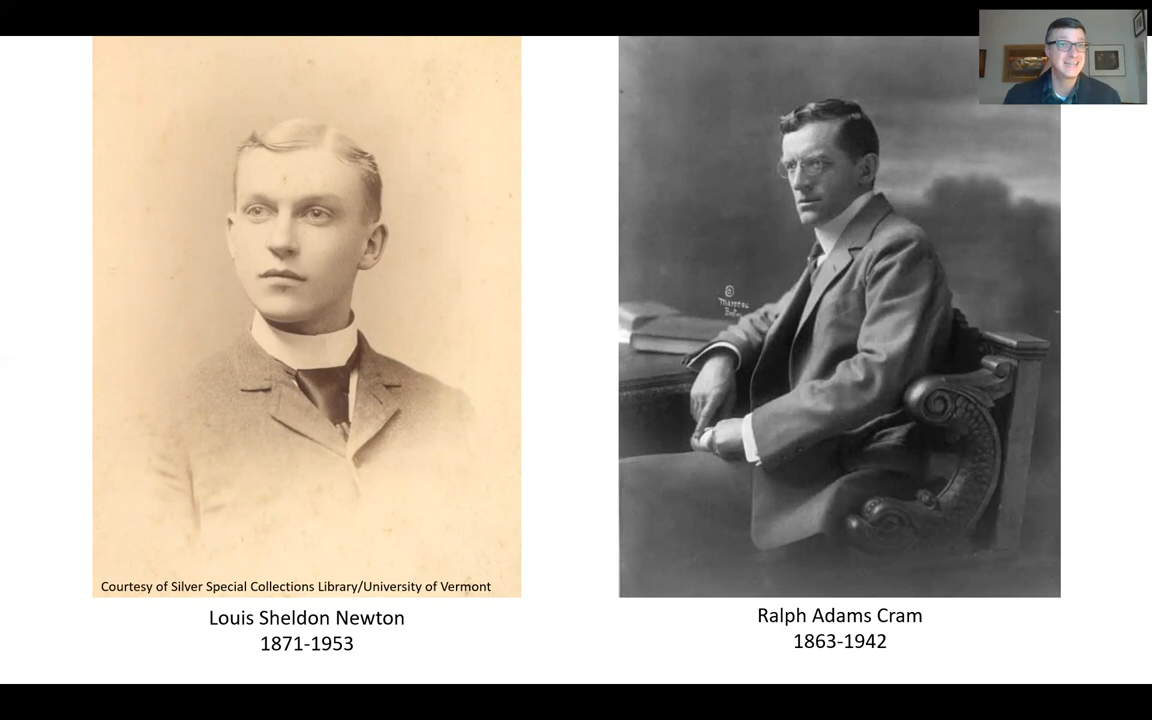 Courtesy of Silver Special Collections Library/University of Vermont
Louis Sheldon Newton
1871-1953
©
Ralph Adams Cram
1863-1942